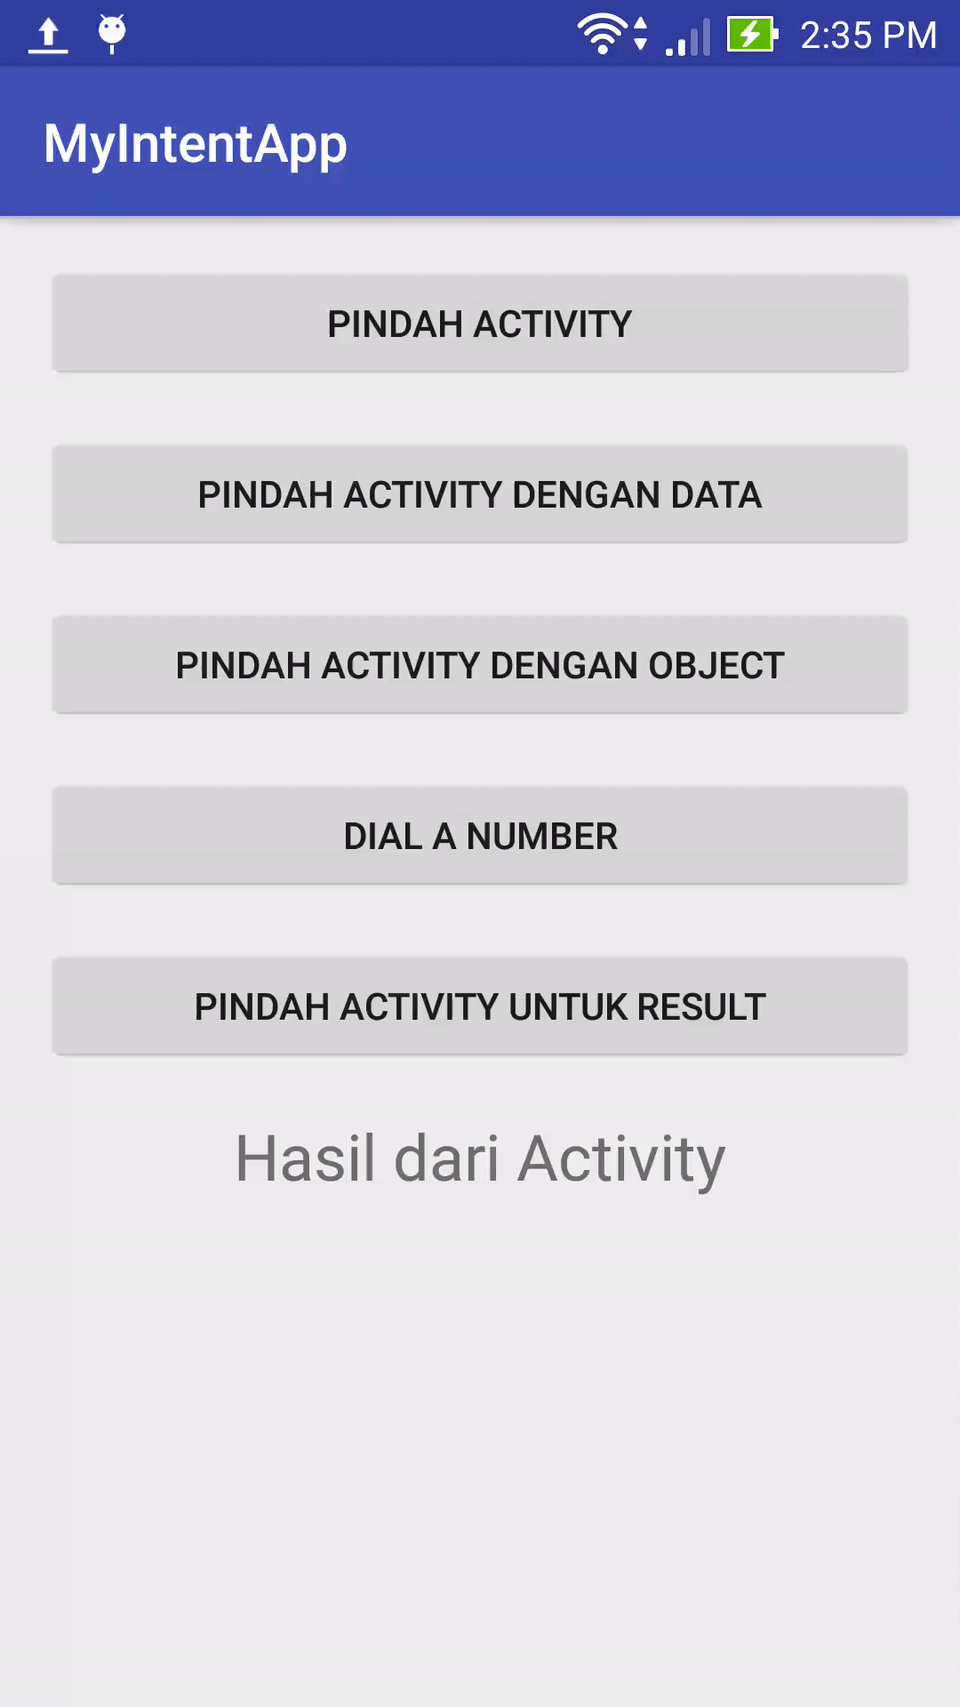 2:35 PM
MyIntentApp
PINDAH ACTIVITY
PINDAH ACTIVITY DENGAN DATA
PINDAH ACTIVITY DENGAN OBJECT
DIAL A NUMBER
PINDAH ACTIVITY UNTUK RESULT
Hasil dari Activity